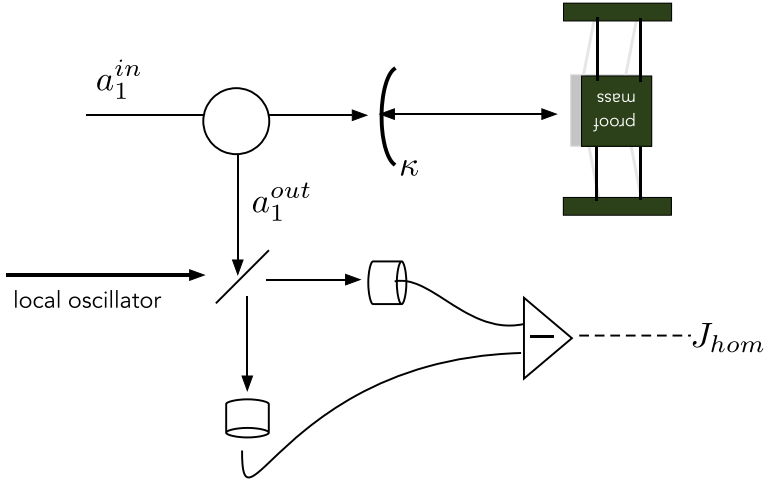 a_1^{in}
proof
mass
κ
a_1^{out}
local oscillator
J_{hom}